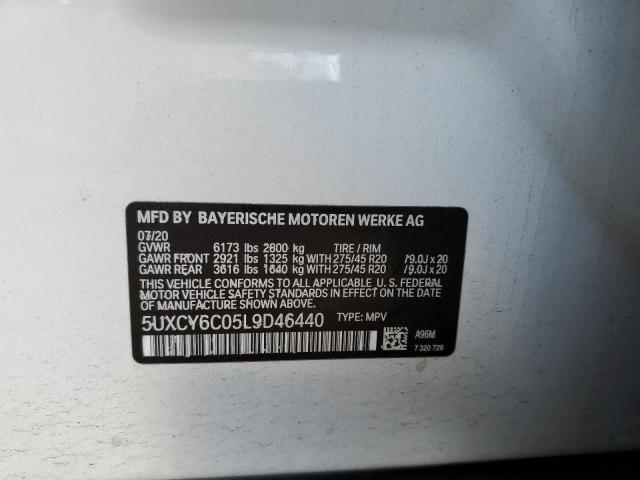 MFD BY BAYERISCHE MOTOREN WERKE AG
07/20
GVWR 6173 lbs 2800 kg TIRE / RIM
GAWR FRONT 2921 lbs 1325 kg WITH 275/45 R20 /9.0J x 20
GAWR REAR 3616 lbs 1640 kg WITH 275/45 R20 /9.0J x 20
THIS VEHICLE CONFORMS TO ALL APPLICABLE U. S. FEDERAL
MOTOR VEHICLE SAFETY STANDARDS IN EFFECT ON THE
DATE OF MANUFACTURE SHOWN ABOVE.
5UXCY6C05L9D46440 TYPE: MPV
A96M
7 320 729